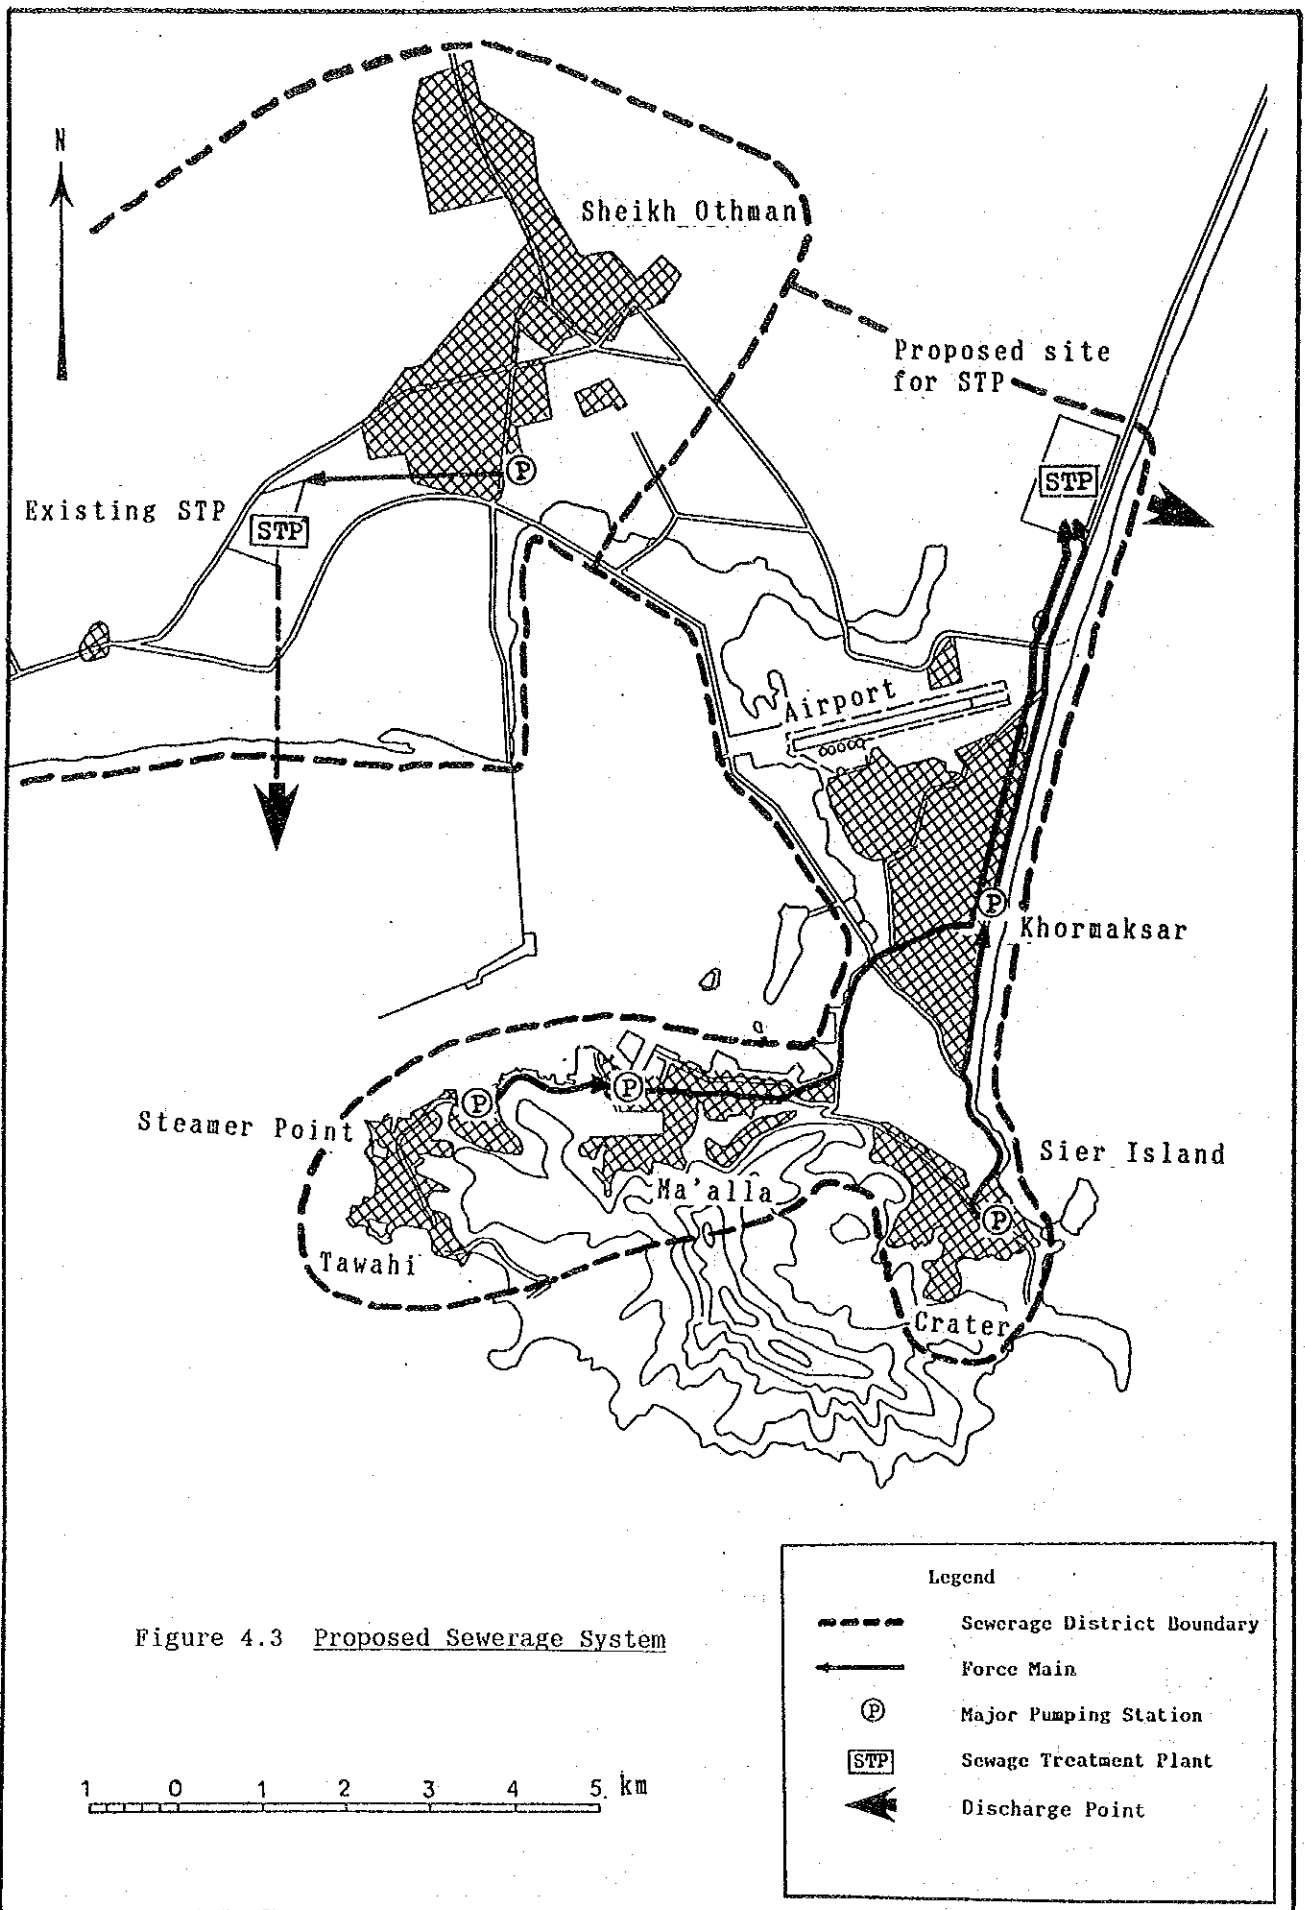 N
Sheikh Othman
Proposed site
for STP
P
STP
Existing STP
STP
Airport
P
Khormaksar
P
P
Steamer Point
Sier Island
Ma'alla
P
Tawahi
Crater
Legend
Sewerage District Boundary
Force Main
P Major Pumping Station
STP Sewage Treatment Plant
Discharge Point
Figure 4.3 Proposed Sewerage System
1 0 1 2 3 4 5. km